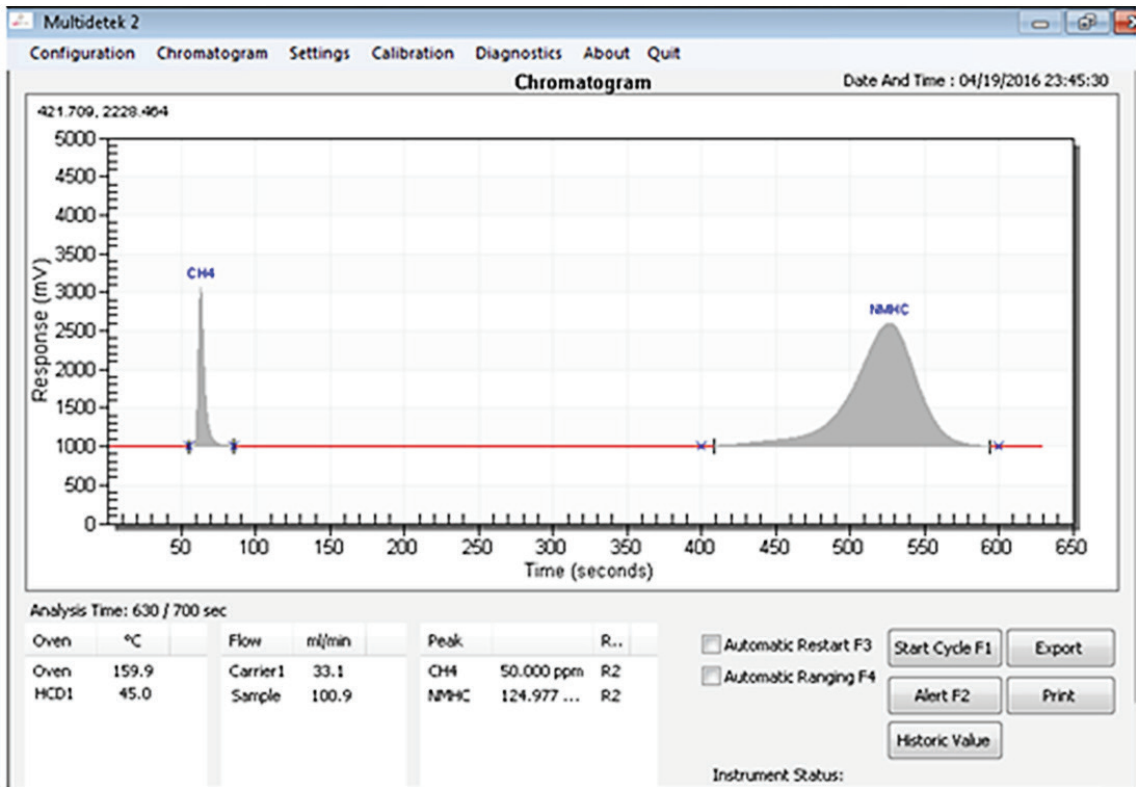 Multidetek 2
Configuration Chromatogram Settings Calibration Diagnostics About Quit
Chromatogram
Date And Time : 04/19/2016 23:45:30
421.709, 2228.464
5000
4500
4000
3500
3000
2500
2000
1500
1000
500
0
Response (mV)
CH4
NMHC
50 100 150 200 250 300 350 400 450 500 550 600 650
Time (seconds)
Analysis Time: 630 / 700 sec
Oven °C
Oven 159.9
HCD1 45.0
Flow ml/min
Carrier1 33.1
Sample 100.9
Peak R..
CH4 50.000 ppm R2
NMHC 124.977 ... R2
Automatic Restart F3
Automatic Ranging F4
Start Cycle F1
Export
Alert F2
Print
Historic Value
Instrument Status: